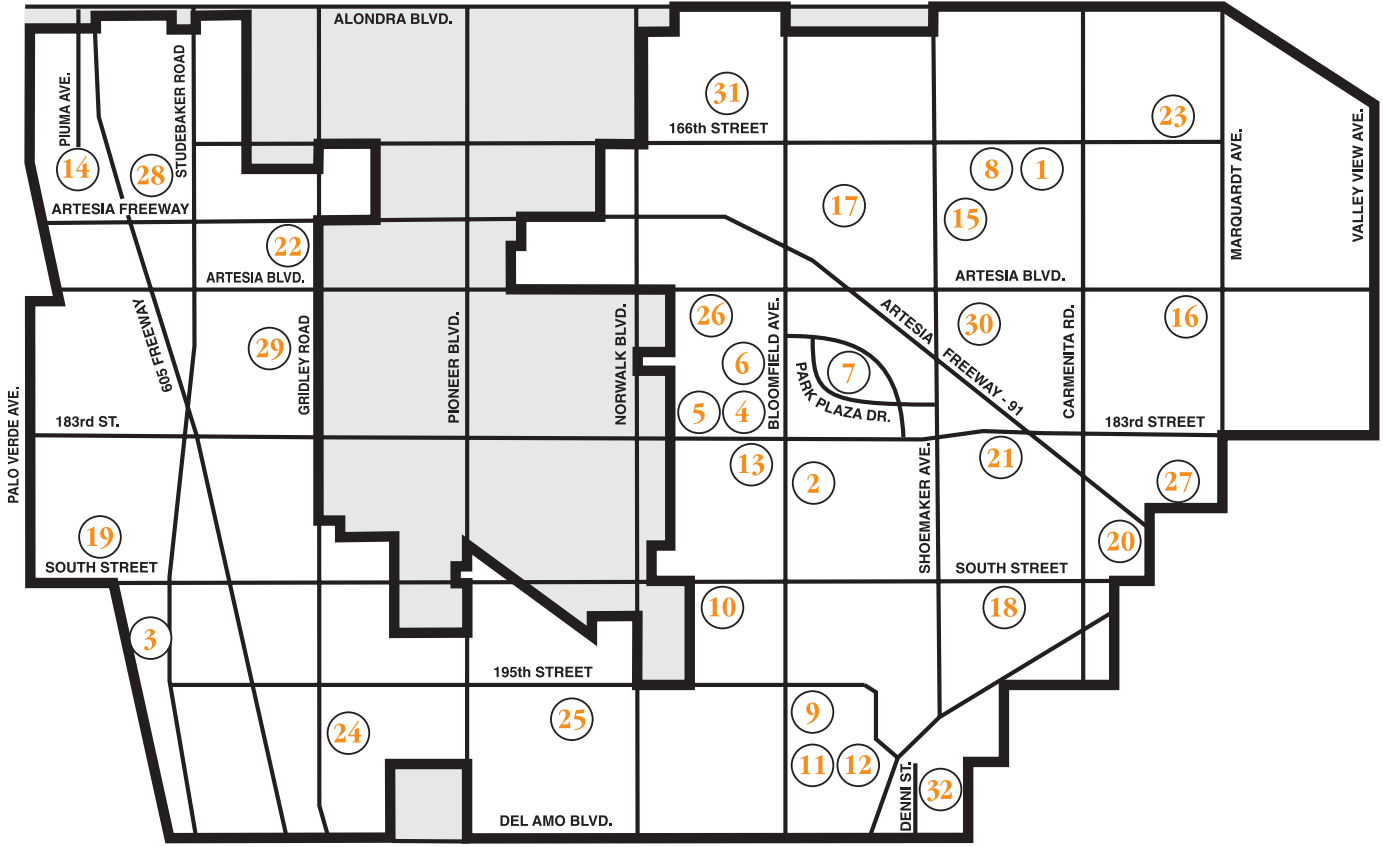 ALONDRA BLVD.
PIUMA AVE.
STUDEBAKER ROAD
31
166th STREET
23
14
28
8
1
ARTESIA FREEWAY
17
15
MARQUARDT AVE.
VALLEY VIEW AVE.
22
ARTESIA BLVD.
ARTESIA BLVD.
605 FREEWAY
29
GRIDLEY ROAD
PIONEER BLVD.
NORWALK BLVD.
26
BLOOMFIELD AVE.
6
7
PARK PLAZA DR.
ARTESIA FREEWAY - 91
30
CARMENITA RD.
16
5
4
PALO VERDE AVE.
183rd ST.
183rd STREET
13
2
SHOEMAKER AVE.
21
27
19
20
SOUTH STREET
SOUTH STREET
3
10
18
195th STREET
24
25
9
11
12
DENNI ST.
32
DEL AMO BLVD.